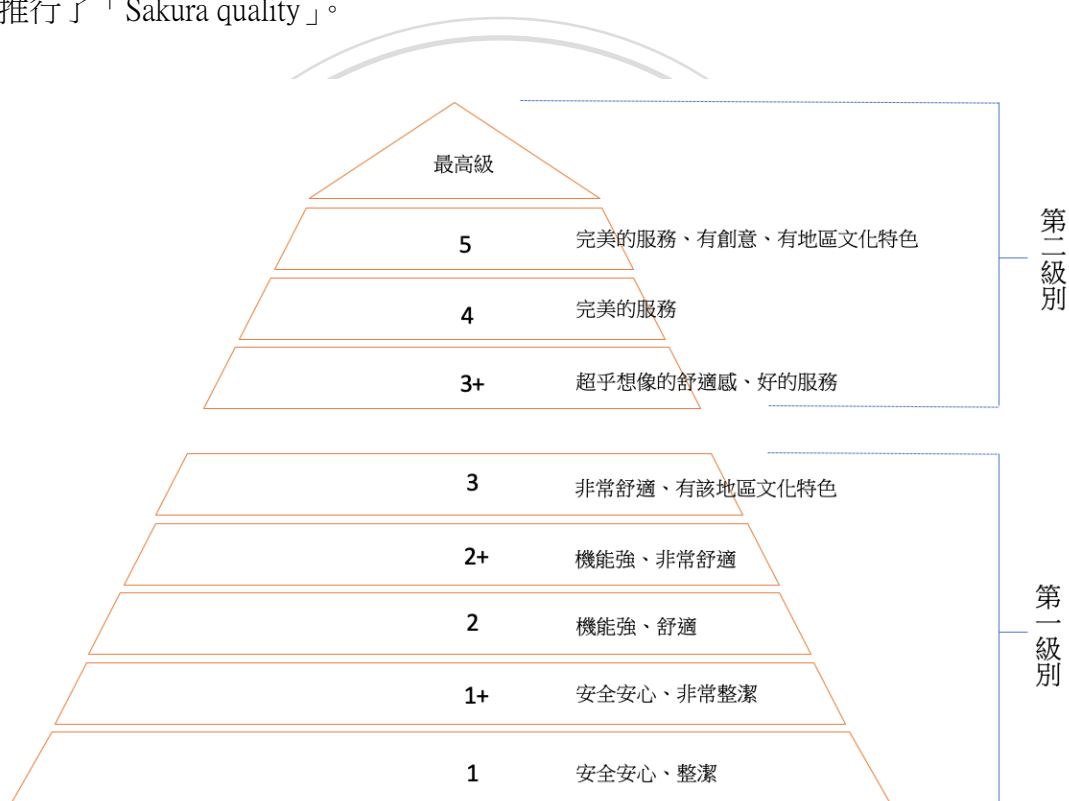 推行了「Sakura quality」。
最高級
5 完美的服務、有創意、有地區文化特色
4 完美的服務
3+ 超乎想像的舒適感、好的服務
第二級別
3 非常舒適、有該地區文化特色
2+ 機能強、非常舒適
2 機能強、舒適
1+ 安全安心、非常整潔
1 安全安心、整潔
第一級別